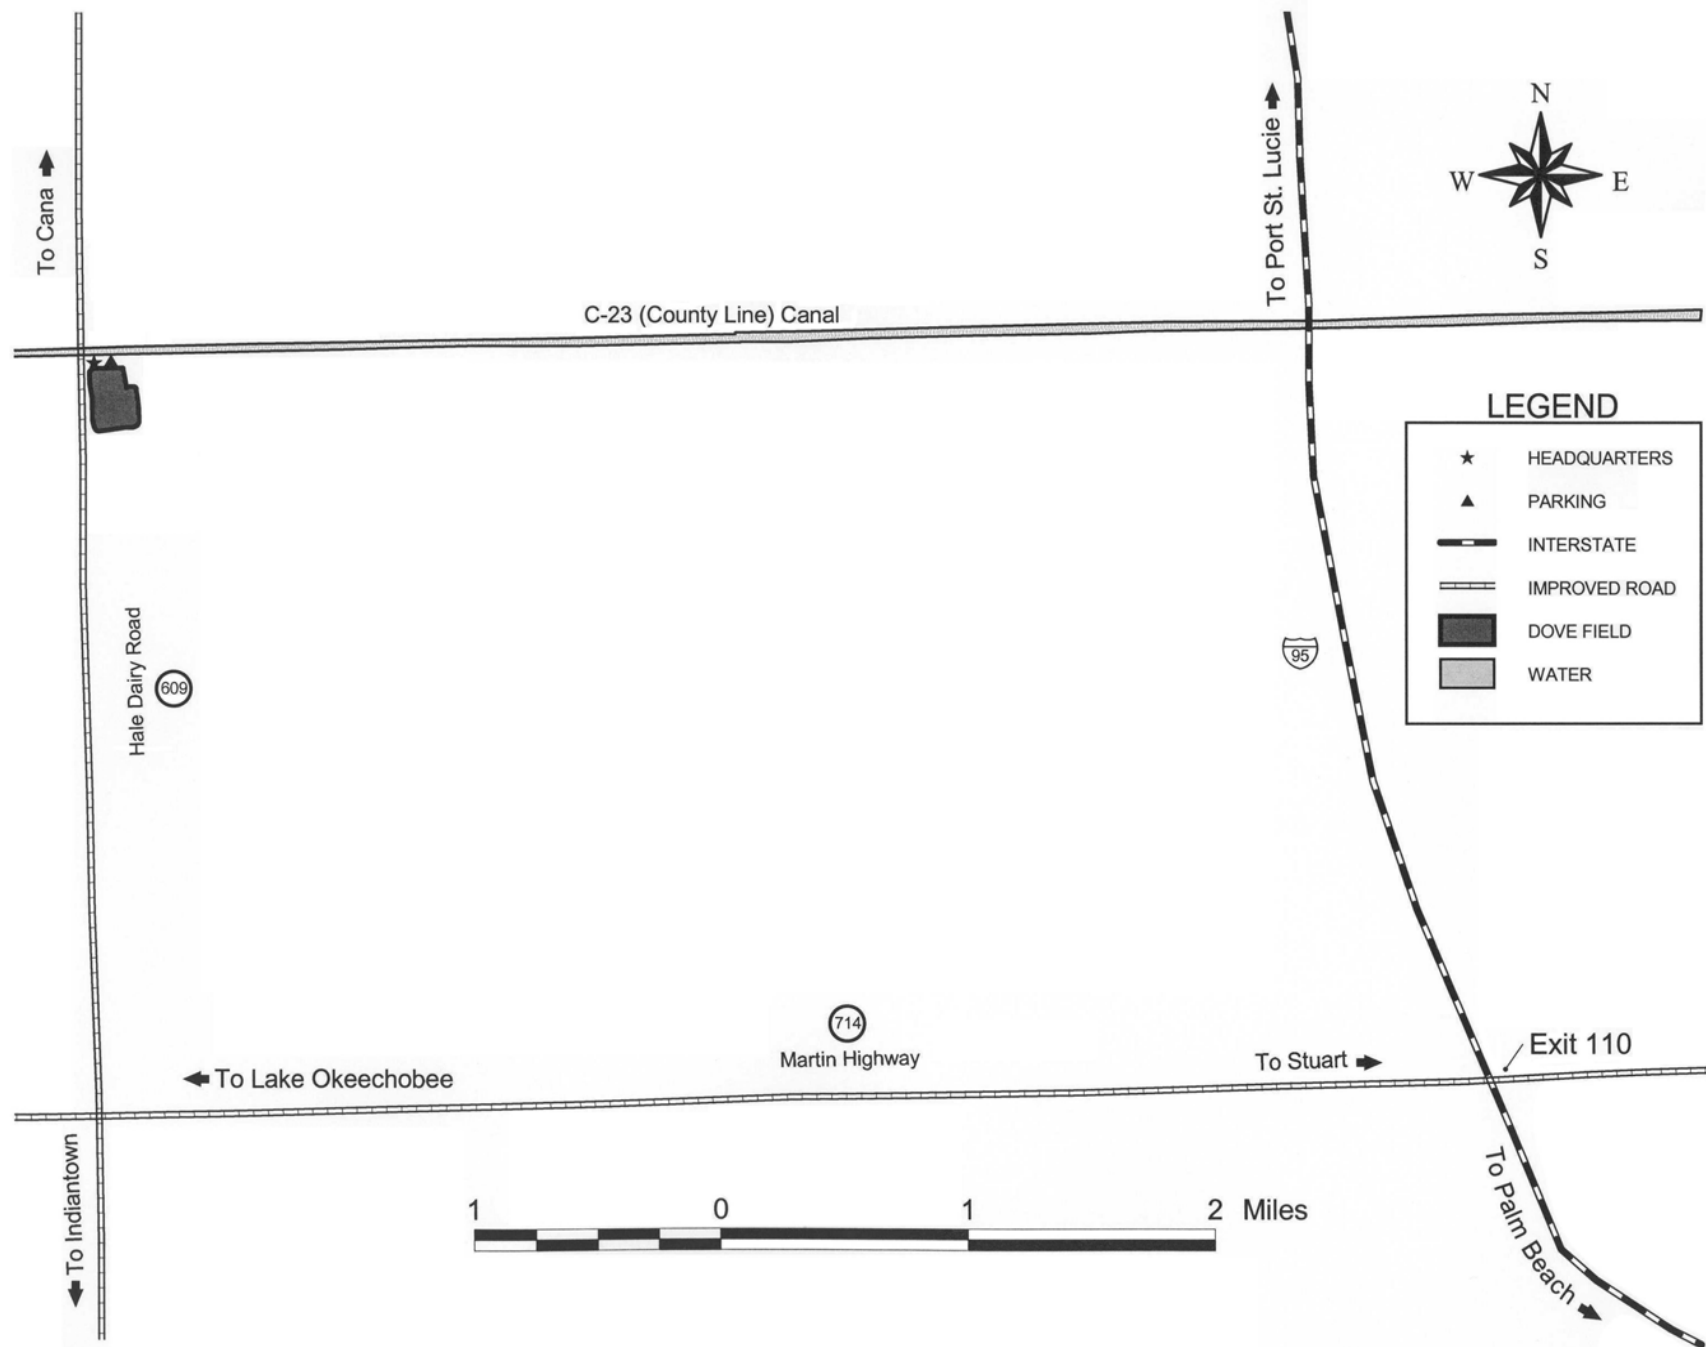 N
W
E
S
To Cana
To Port St. Lucie
C-23 (County Line) Canal
LEGEND
HEADQUARTERS
PARKING
INTERSTATE
IMPROVED ROAD
DOVE FIELD
WATER
Hale Dairy Road
609
95
714
Martin Highway
To Stuart
Exit 110
To Lake Okeechobee
To Indiantown
To Palm Beach
1 0 1 2 Miles